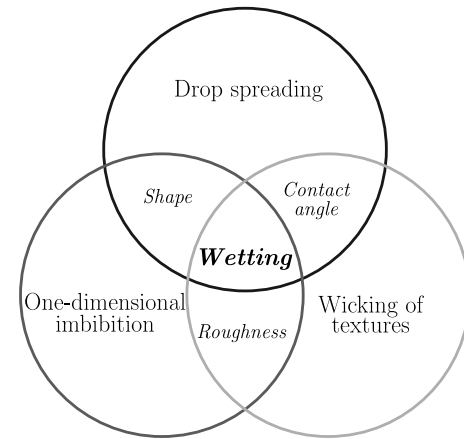 Drop spreading
Shape
Contact
angle
Wetting
One-dimensional
imbibition
Wicking of
textures
Roughness